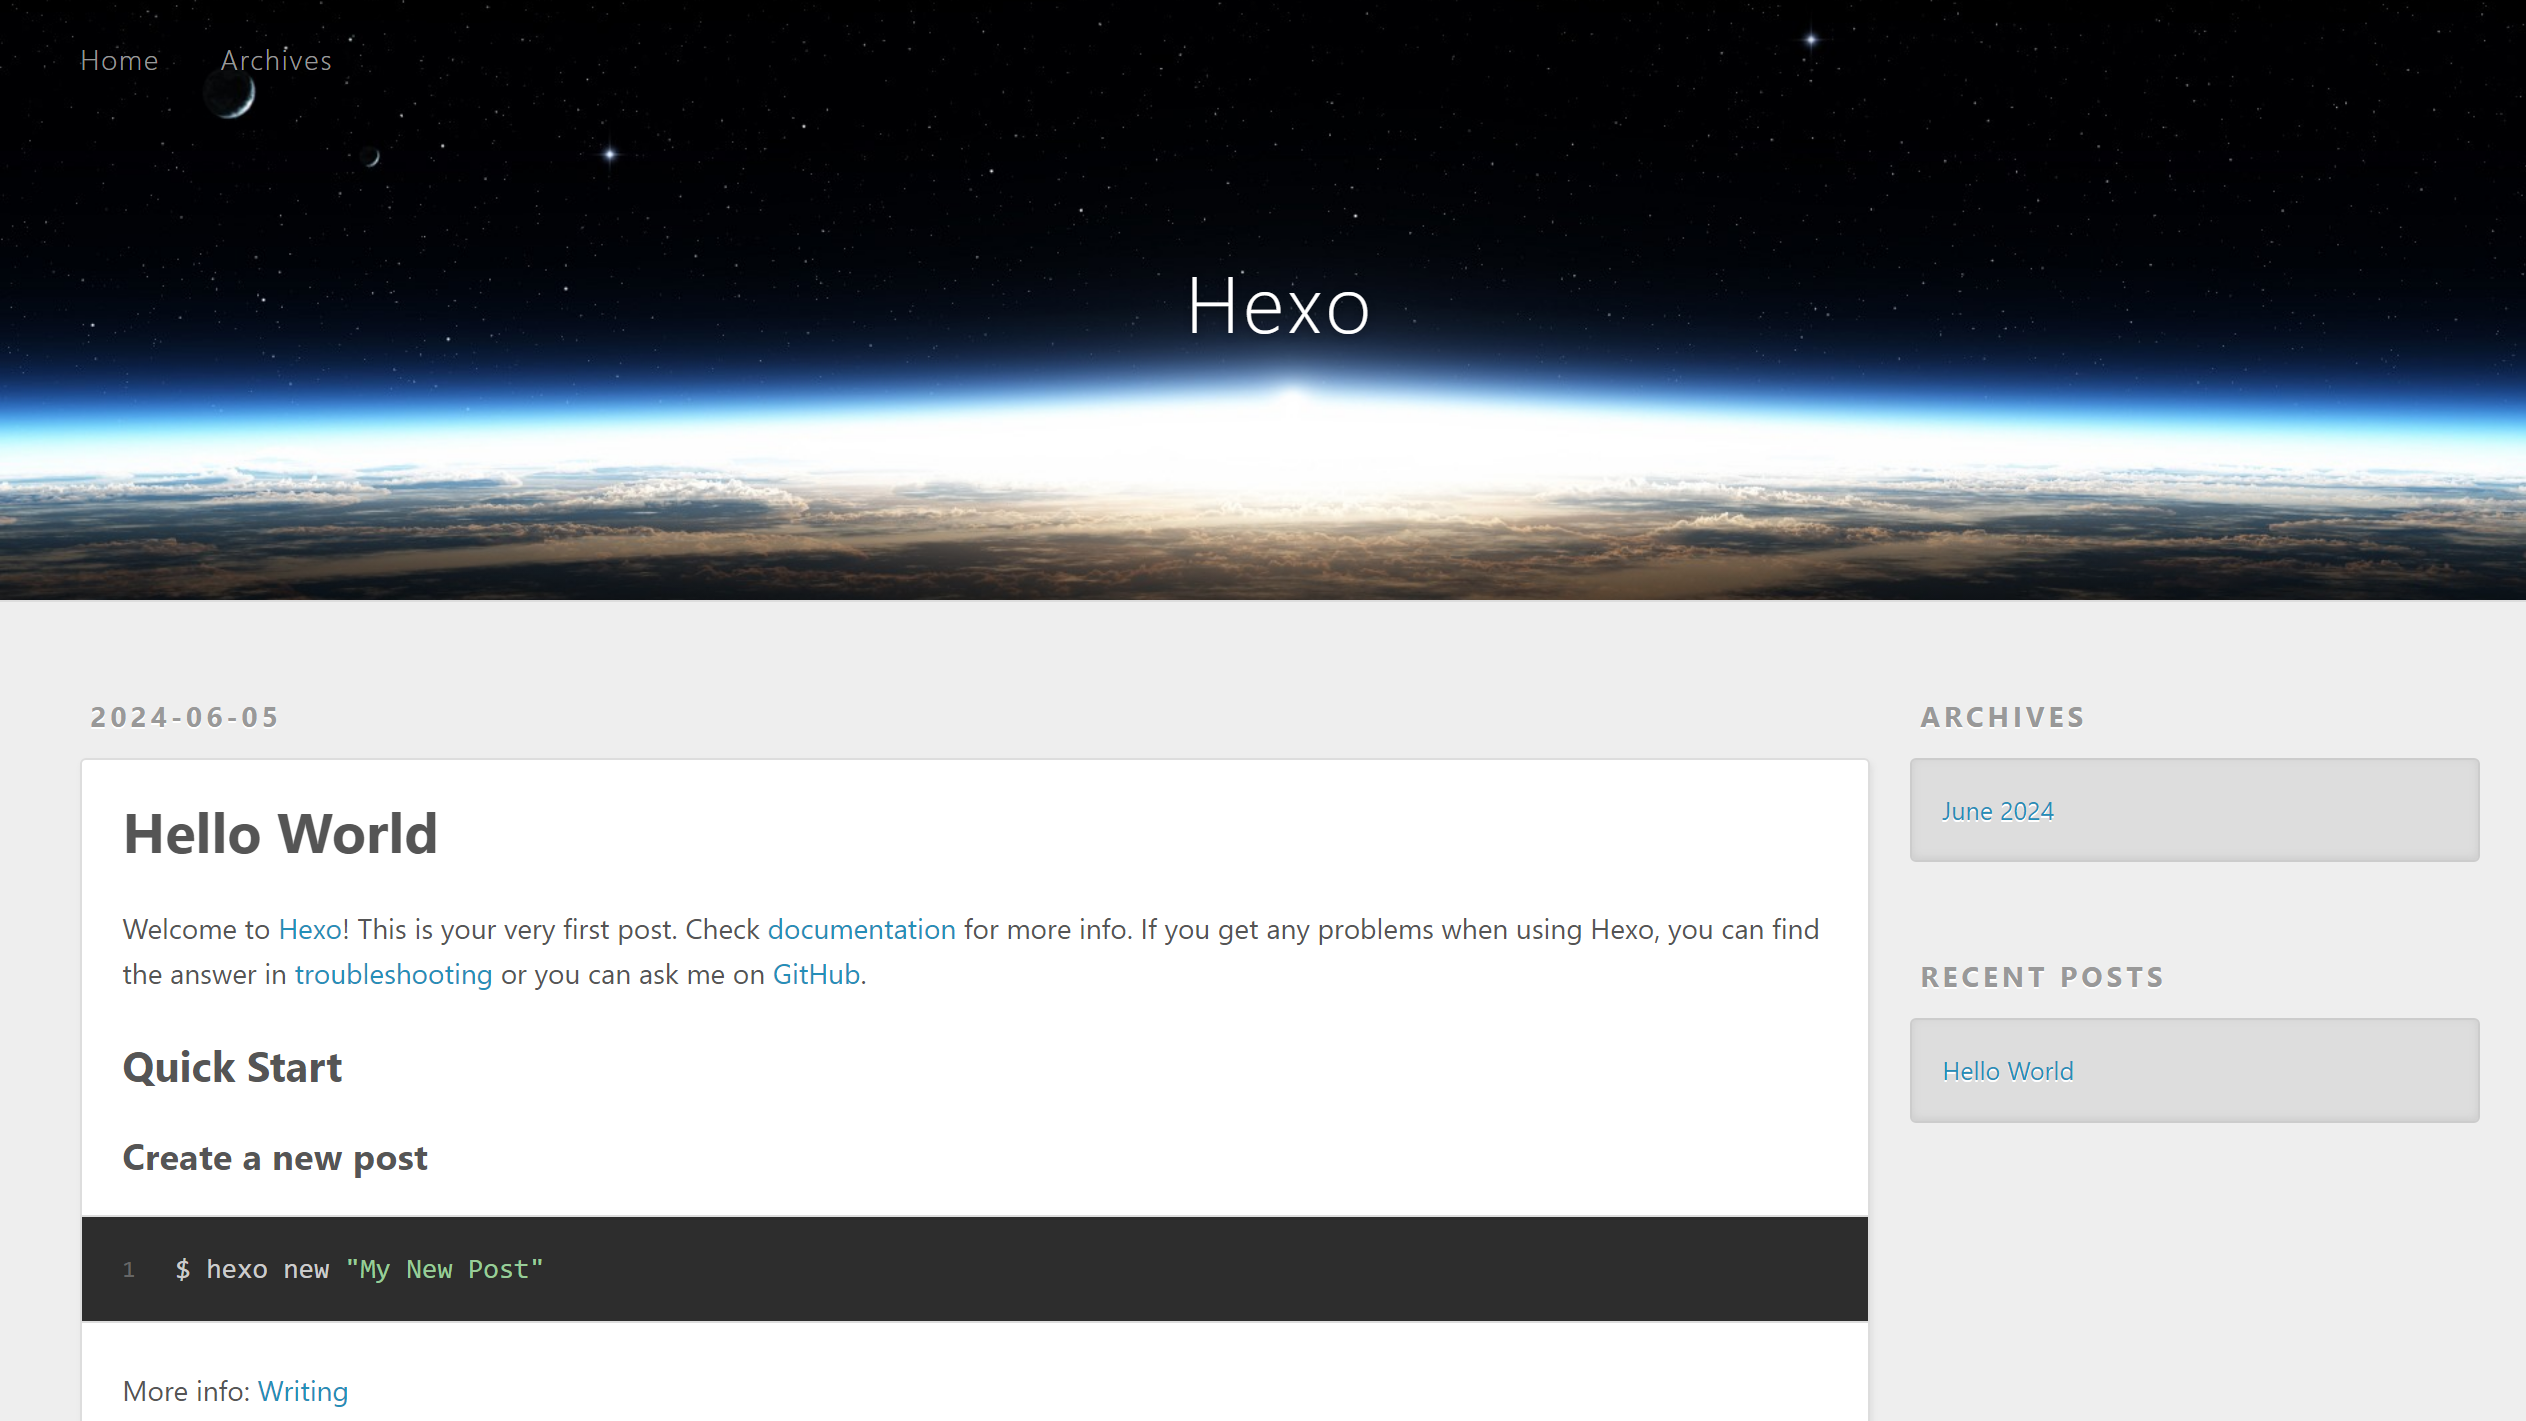 Home Archives
Hexo
2024-06-05
Hello World
Welcome to Hexo! This is your very first post. Check documentation for more info. If you get any problems when using Hexo, you can find
the answer in troubleshooting or you can ask me on GitHub.
Quick Start
Create a new post
1 $ hexo new "My New Post"
More info: Writing
ARCHIVES
June 2024
RECENT POSTS
Hello World